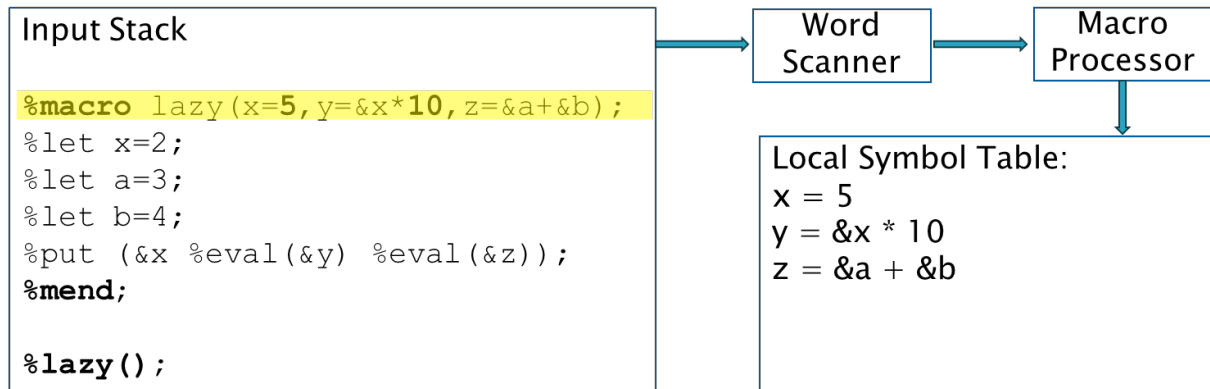 Input Stack
%macro lazy(x=5,y=&x*10,z=&a+&b);
%let x=2;
%let a=3;
%let b=4;
%put (&x %eval(&y) %eval(&z));
%mend;
%lazy();
Word
Scanner
Macro
Processor
Local Symbol Table:
x = 5
y = &x * 10
z = &a + &b